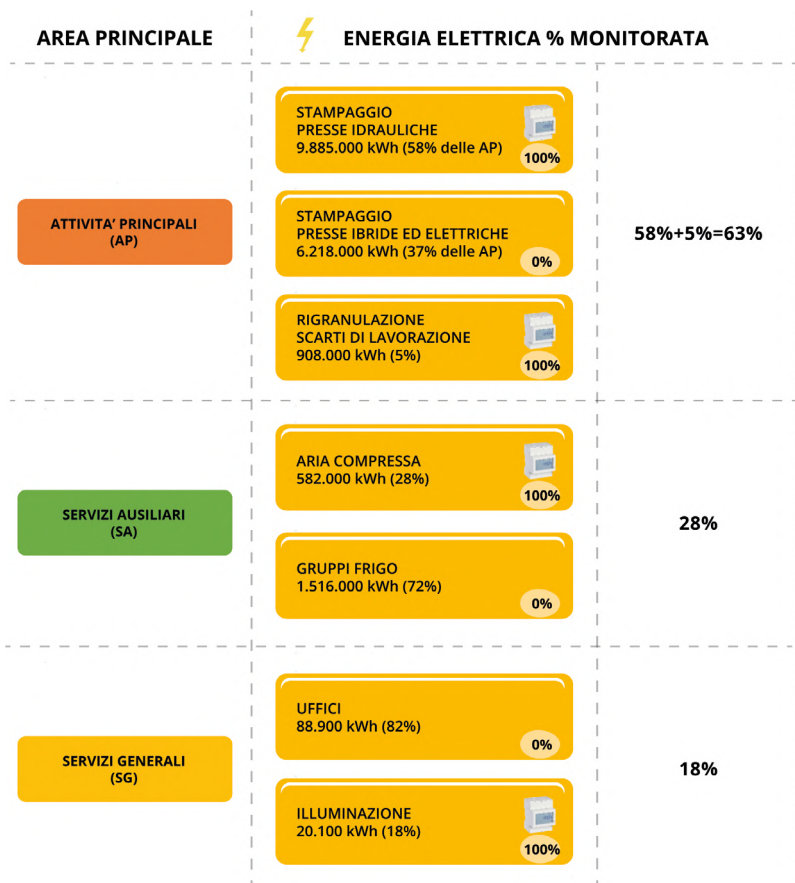 AREA PRINCIPALE
ENERGIA ELETTRICA % MONITORATA
ATTIVITA’ PRINCIPALI
(AP)
STAMPAGGIO
PRESSE IDRAULICHE
9.885.000 kWh (58% delle AP)
100%
STAMPAGGIO
PRESSE IBRIDE ED ELETTRICHE
6.218.000 kWh (37% delle AP)
0%
RIGRANULAZIONE
SCARTI DI LAVORAZIONE
908.000 kWh (5%)
100%
58%+5%=63%
SERVIZI AUSILIARI
(SA)
ARIA COMPRESSA
582.000 kWh (28%)
100%
GRUPPI FRIGO
1.516.000 kWh (72%)
0%
28%
SERVIZI GENERALI
(SG)
UFFICI
88.900 kWh (82%)
0%
ILLUMINAZIONE
20.100 kWh (18%)
100%
18%